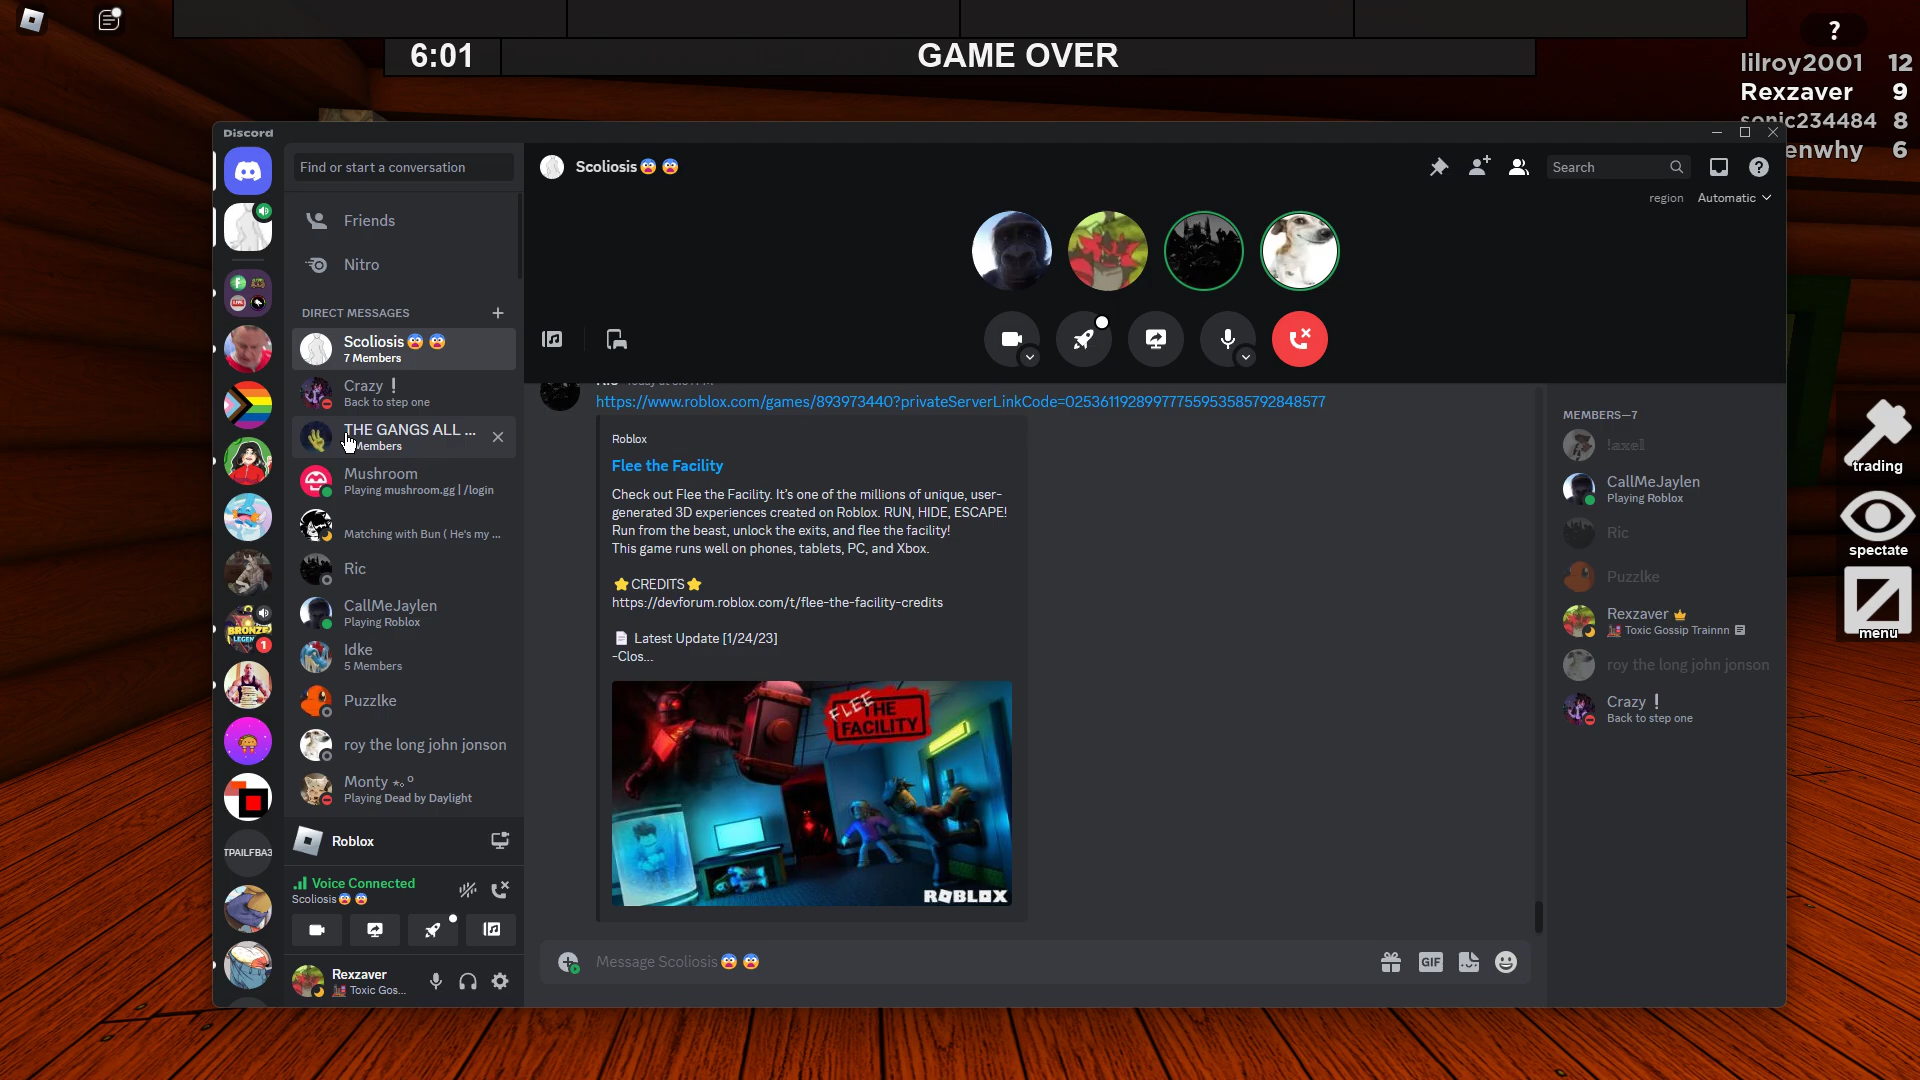 6:01
GAME OVER
?
lilroy2001 12
Rexzaver 9
sonic234484 8
enwhy 6
Discord
Find or start a conversation
Friends
Nitro
DIRECT MESSAGES
Scoliosis😨 😨
7 Members
Crazy❕
Back to step one
THE GANGS ALL ...
Members
Mushroom
Playing mushroom.gg | /login
Matching with Bun ( He's my ...
Ric
CallMeJaylen
Playing Roblox
Idke
5 Members
Puzzlke
roy the long john jonson
Monty ⋆｡°
Playing Dead by Daylight
BRONZE
LEGEN
1
TPAILFBA3
Roblox
Voice Connected
Scoliosis😨 😨
Rexzaver
Toxic Gos...
Scoliosis😨 😨
Search
region Automatic
https://www.roblox.com/games/893973440?privateServerLinkCode=02536119289977755953585792848577
Roblox
Flee the Facility
Check out Flee the Facility. It's one of the millions of unique, user-
generated 3D experiences created on Roblox. RUN, HIDE, ESCAPE!
Run from the beast, unlock the exits, and flee the facility!
This game runs well on phones, tablets, PC, and Xbox.
⭐CREDITS⭐
https://devforum.roblox.com/t/flee-the-facility-credits
📄 Latest Update [1/24/23]
-Clos...
FLEE
THE
FACILITY
ROBLOX
Message Scoliosis😨 😨
GIF
MEMBERS—7
!axell
CallMeJaylen
Playing Roblox
Ric
Puzzlke
Rexzaver
Toxic Gossip Trainnn
roy the long john jonson
Crazy❕
Back to step one
trading
spectate
menu